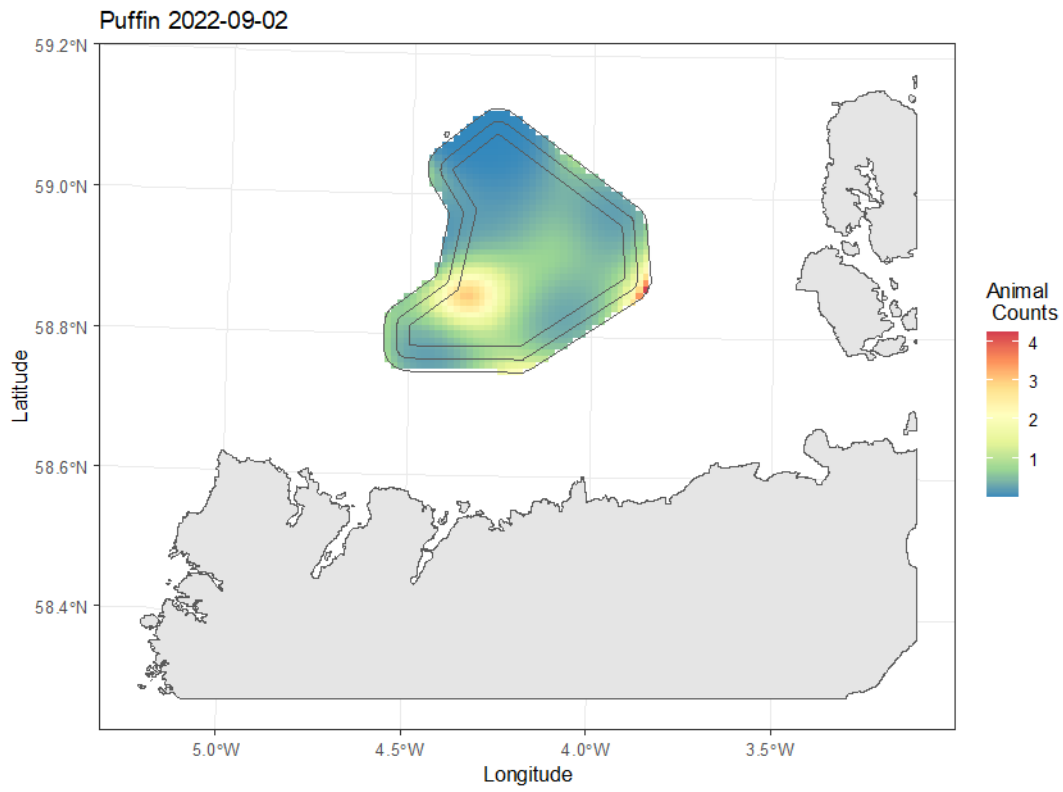 Puffin 2022-09-02
59.2°N
59.0°N
58.8°N
58.6°N
58.4°N
Latitude
5.0°W 4.5°W 4.0°W 3.5°W
Longitude
Animal
Counts
4
3
2
1